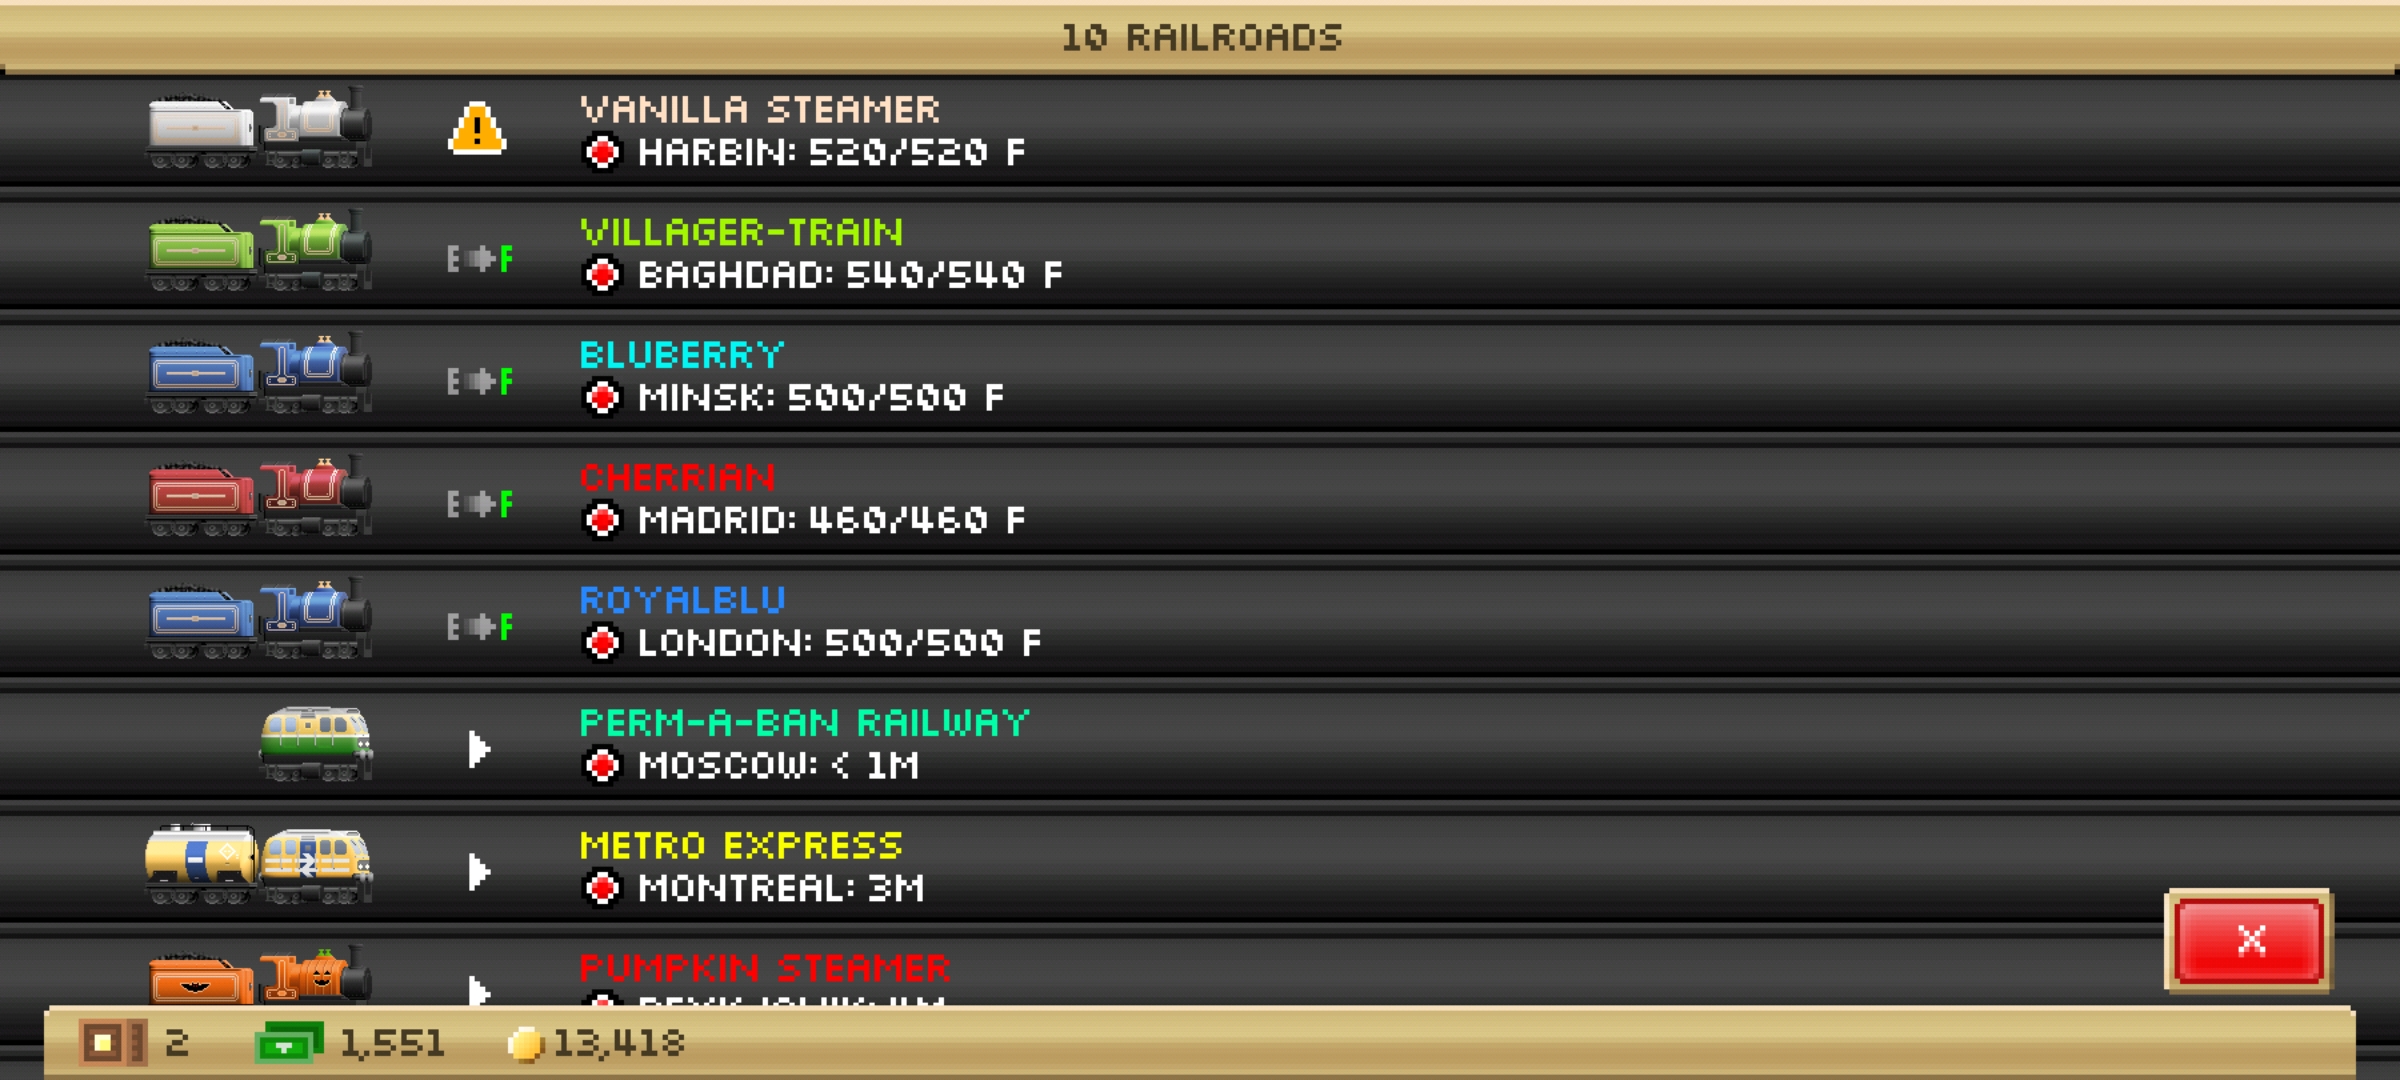 10 RAILROADS
VANILLA STEAMER
HARBIN: 520/520 F
VILLAGER-TRAIN
E F
BAGHDAD: 540/540 F
BLUBERRY
E F
MINSK: 500/500 F
CHERRIAN
E F
MADRID: 460/460 F
ROYALBLU
E F
LONDON: 500/500 F
PERM-A-BAN RAILWAY
MOSCOW: < 1M
METRO EXPRESS
MONTREAL: 3M
PUMPKIN STEAMER
X
2 1,551 13,418